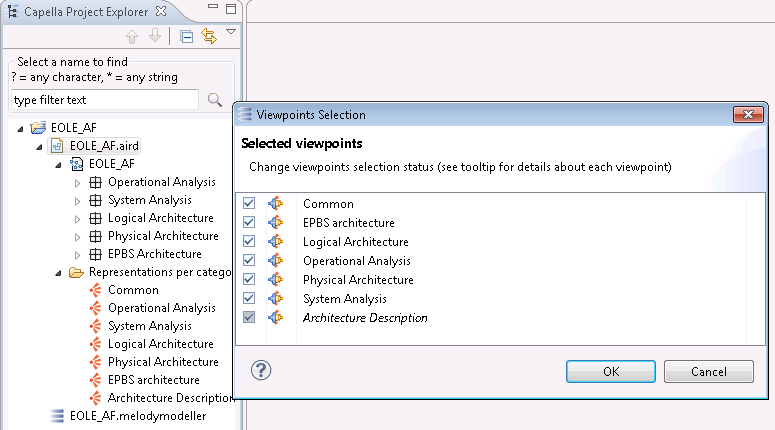 Capella Project Explorer
Select a name to find
? = any character, * = any string
type filter text
EOLE_AF
EOLE_AF.aird
EOLE_AF
Operational Analysis
System Analysis
Logical Architecture
Physical Architecture
EPBS Architecture
Representations per catego
Common
Operational Analysis
System Analysis
Logical Architecture
Physical Architecture
EPBS architecture
Architecture Description
EOLE_AF.melodymodeller
Viewpoints Selection
Selected viewpoints
Change viewpoints selection status (see tooltip for details about each viewpoint)
Common
EPBS architecture
Logical Architecture
Operational Analysis
Physical Architecture
System Analysis
Architecture Description
?
OK
Cancel